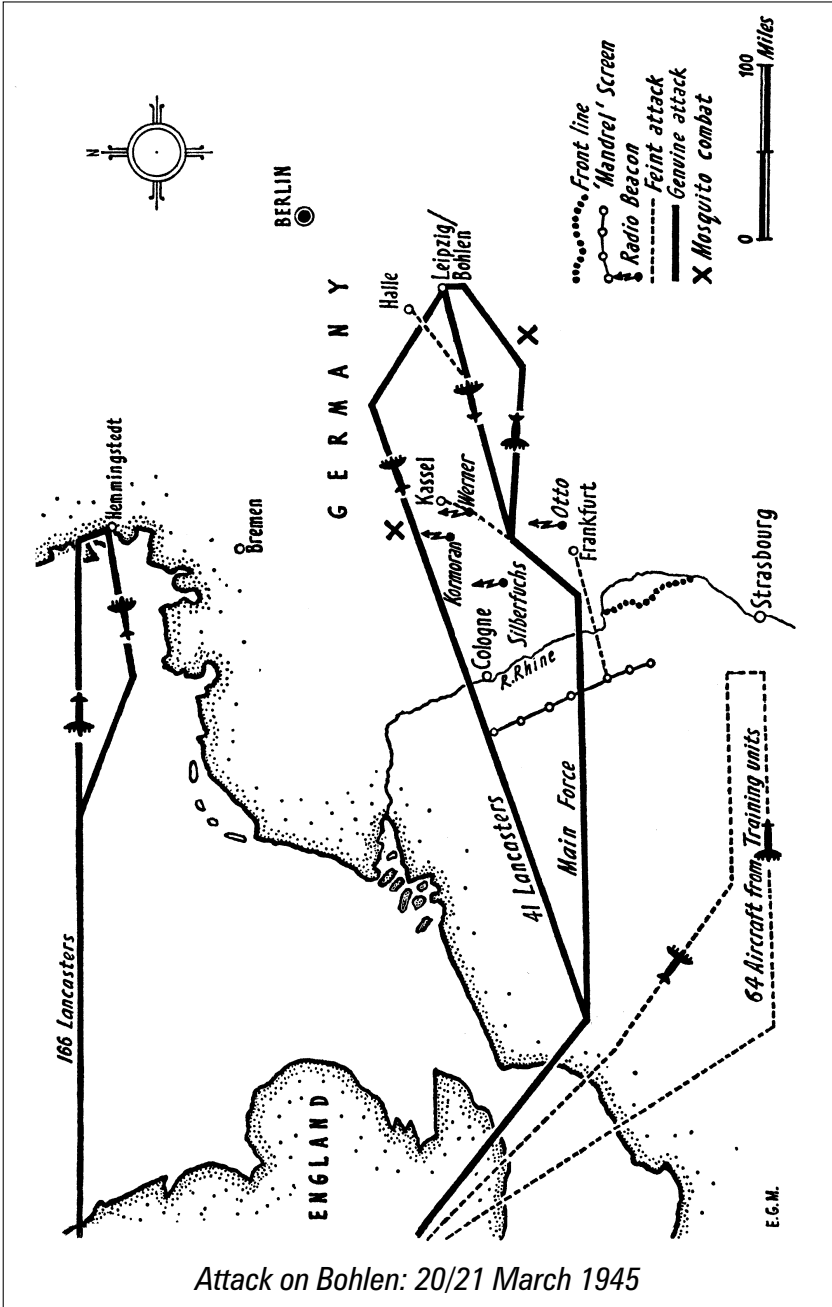 N
BERLIN
GERMANY
Hemmingstedt
Bremen
Halle
Leipzig/
Bohlen
Kassel
Werner
Kormoran
Otto
Silberfuchs
Frankfurt
Cologne
R.Rhine
Strasbourg
166 Lancasters
41 Lancasters
Main Force
64 Aircraft from Training units
ENGLAND
E.G.M.
Front line
'Mandrel' Screen
Radio Beacon
Feint attack
Genuine attack
X Mosquito combat
0 100
Miles
Attack on Bohlen: 20/21 March 1945